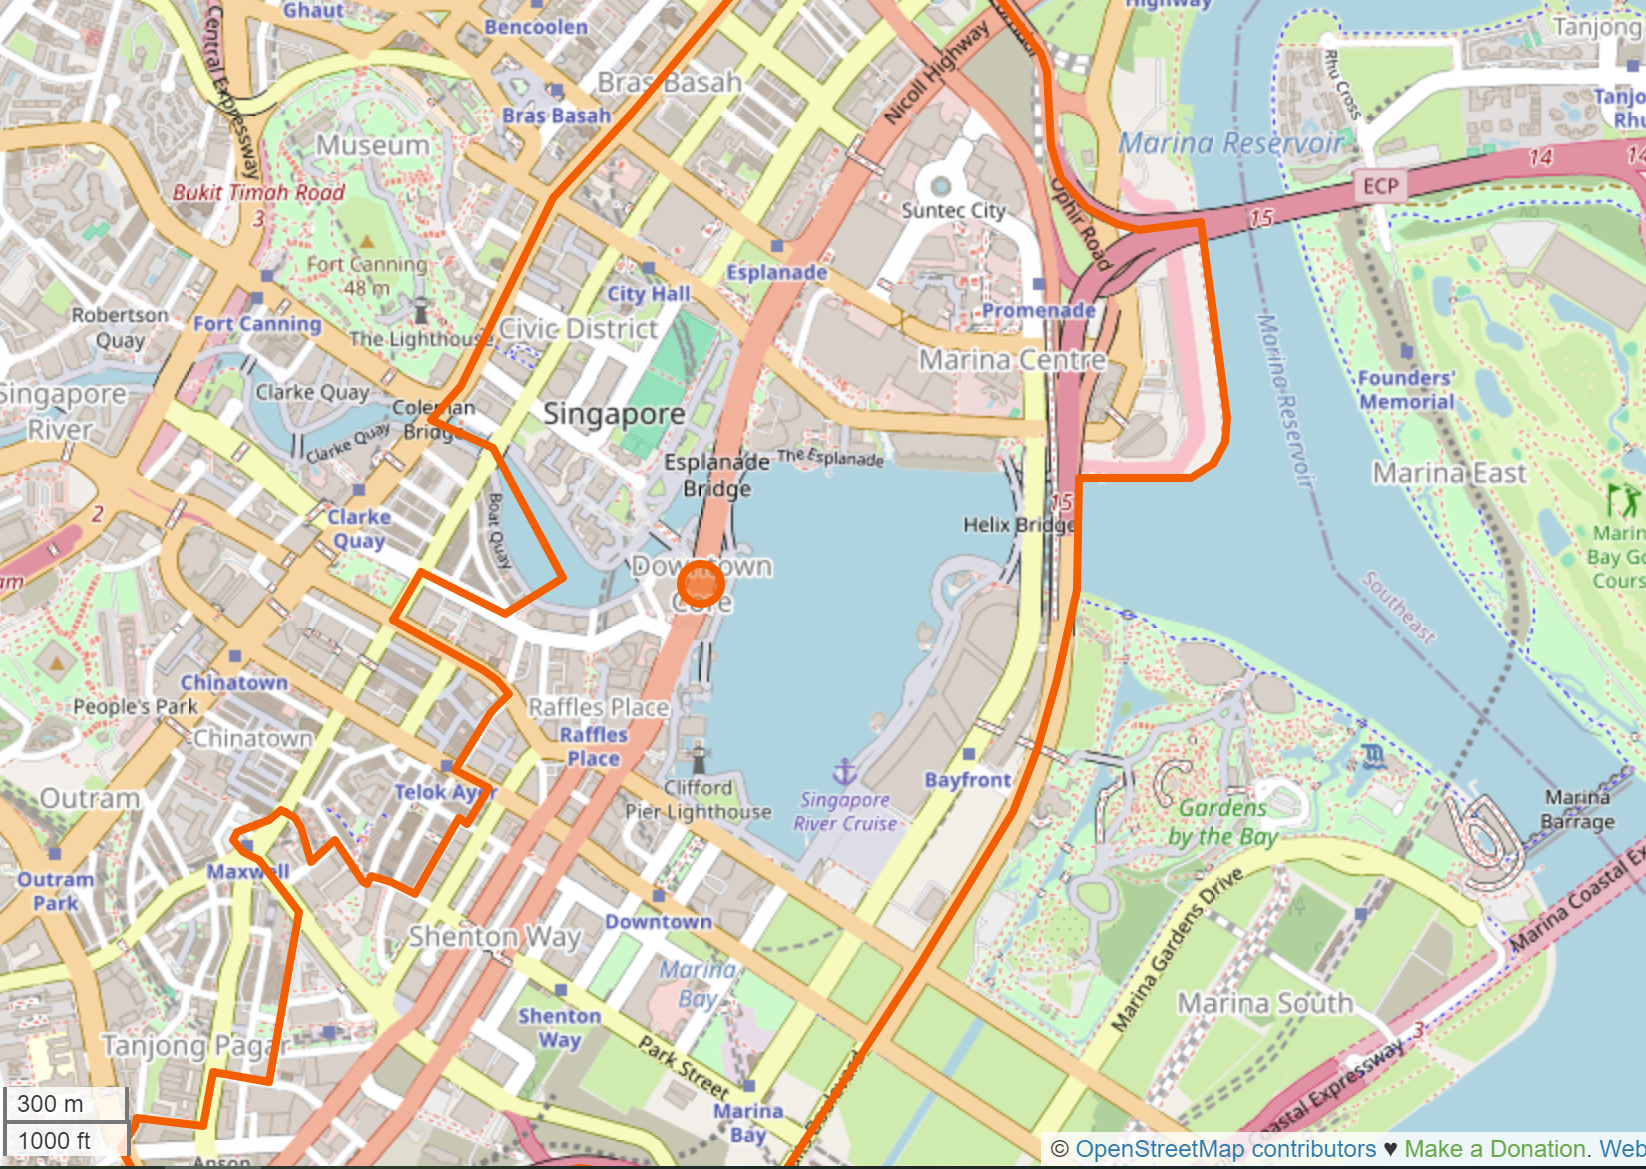 Ghaut
Bencoolen
Highway
Tanjong
Central Expressway
Nicoll Highway
Rhu Cross
Bras Basah
Bras Basah
Tanjo
Rhu
Museum
Marina Reservoir
14
14
ECP
Bukit Timah Road
3
Suntec City
15
Ophir Road
Fort Canning
48 m
Esplanade
City Hall
Promenade
Robertson
Quay
Fort Canning
The Lighthouse
Civic District
Marina Centre
Marina Reservoir
Founders'
Memorial
Singapore
River
Clarke Quay
Coleman
Bridge
Singapore
Clarke Quay
Esplanade
Bridge
The Esplanade
Marina East
2
Clarke
Quay
Boat Quay
15
Helix Bridge
Marin
Bay Go
Cours
am
Downtown
Core
Southeast
Chinatown
People's Park
Chinatown
Raffles Place
Raffles
Place
Outram
Telok Ayer
Clifford
Pier Lighthouse
Singapore
River Cruise
Bayfront
Gardens
by the Bay
Marina
Barrage
Maxwell
Outram
Park
Downtown
Shenton Way
Marina Gardens Drive
Marina Coastal Ex
Marina
Bay
Marina South
Shenton
Way
Tanjong Pagar
Park Street
3
Coastal Expressway
Marina
Bay
300 m
1000 ft
Anson
© OpenStreetMap contributors ♥ Make a Donation. Web